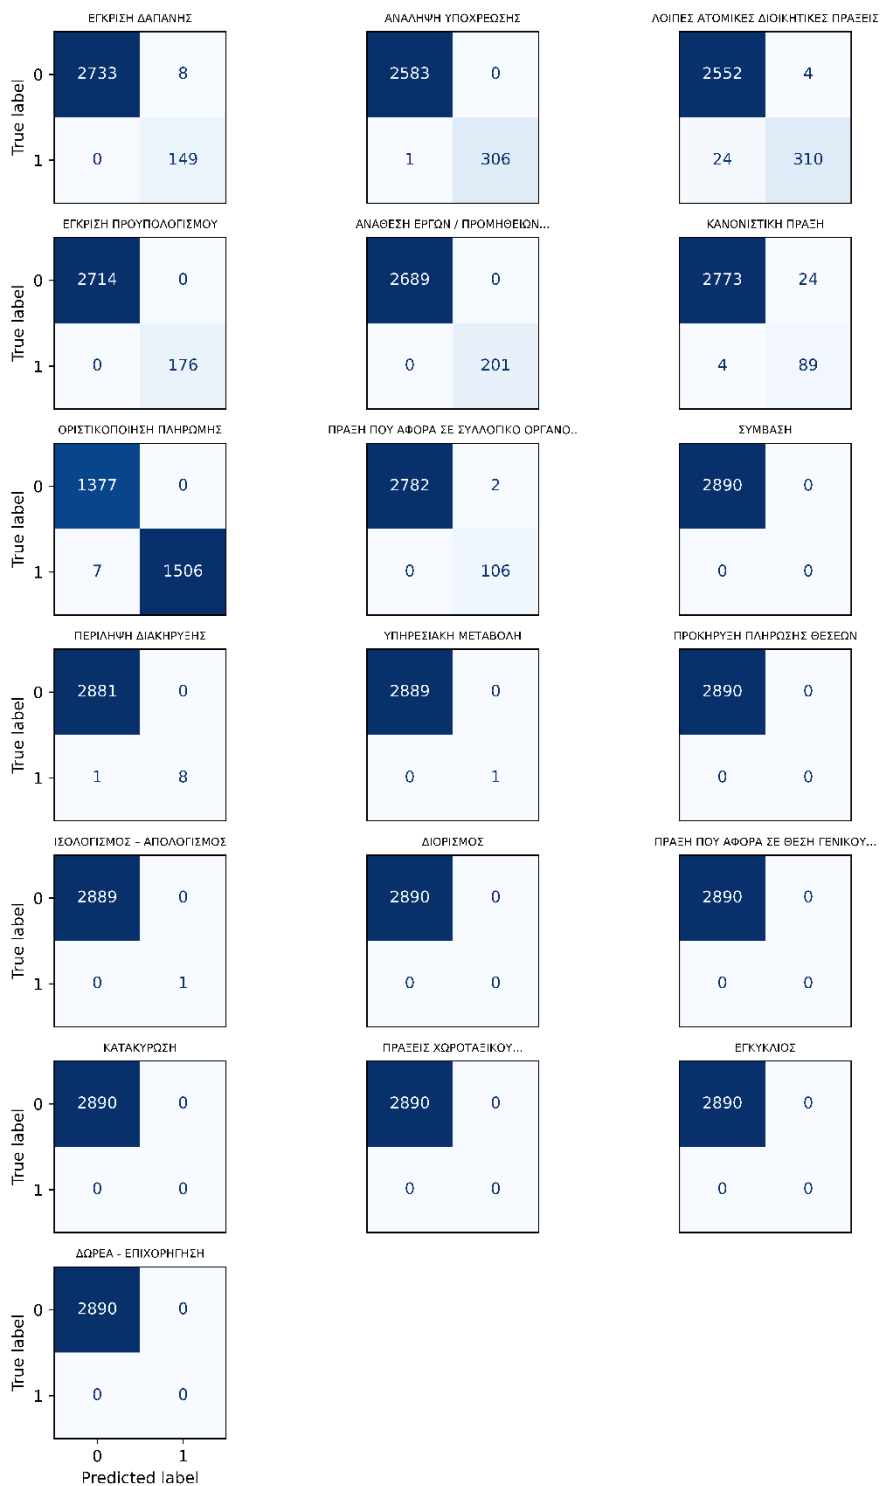 ΕΓΚΡΙΣΗ ΔΑΠΑΝΗΣ ΑΝΑΛΗΨΗ ΥΠΟΧΡΕΩΣΗΣ ΛΟΙΠΕΣ ΑΤΟΜΙΚΕΣ ΔΙΟΙΚΗΤΙΚΕΣ ΠΡΑΞΕΙΣ
True label
0 2733 8 2583 0 2552 4
1 0 149 1 306 24 310
ΕΓΚΡΙΣΗ ΠΡΟΥΠΟΛΟΓΙΣΜΟΥ ΑΝΑΘΕΣΗ ΕΡΓΩΝ / ΠΡΟΜΗΘΕΙΩΝ... ΚΑΝΟΝΙΣΤΙΚΗ ΠΡΑΞΗ
True label
0 2714 0 2689 0 2773 24
1 0 176 0 201 4 89
ΟΡΙΣΤΙΚΟΠΟΙΗΣΗ ΠΛΗΡΩΜΗΣ ΠΡΑΞΗ ΠΟΥ ΑΦΟΡΑ ΣΕ ΣΥΛΛΟΓΙΚΟ ΟΡΓΑΝΟ.. ΣΥΜΒΑΣΗ
True label
0 1377 0 2782 2 2890 0
1 7 1506 0 106 0 0
ΠΕΡΙΛΗΨΗ ΔΙΑΚΗΡΥΞΗΣ ΥΠΗΡΕΣΙΑΚΗ ΜΕΤΑΒΟΛΗ ΠΡΟΚΗΡΥΞΗ ΠΛΗΡΩΣΗΣ ΘΕΣΕΩΝ
True label
0 2881 0 2889 0 2890 0
1 1 8 0 1 0 0
ΙΣΟΛΟΓΙΣΜΟΣ – ΑΠΟΛΟΓΙΣΜΟΣ ΔΙΟΡΙΣΜΟΣ ΠΡΑΞΗ ΠΟΥ ΑΦΟΡΑ ΣΕ ΘΕΣΗ ΓΕΝΙΚΟΥ...
True label
0 2889 0 2890 0 2890 0
1 0 1 0 0 0 0
ΚΑΤΑΚΥΡΩΣΗ ΠΡΑΞΕΙΣ ΧΩΡΟΤΑΞΙΚΟΥ... ΕΓΚΥΚΛΙΟΣ
True label
0 2890 0 2890 0 2890 0
1 0 0 0 0 0 0
ΔΩΡΕΑ - ΕΠΙΧΟΡΗΓΗΣΗ
True label
0 2890 0
1 0 0
0 1
Predicted label